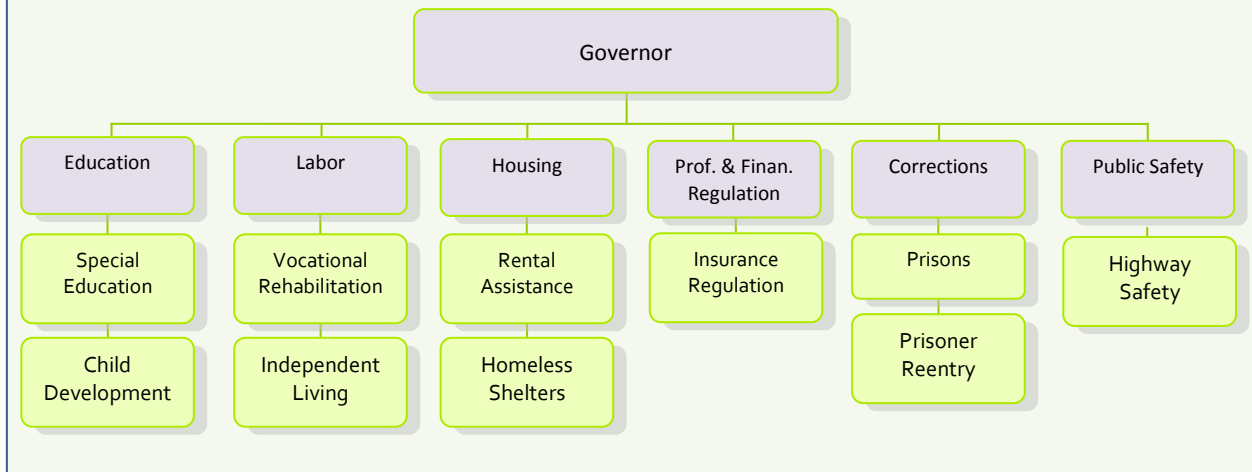 Governor
Education
Labor
Housing
Prof. & Finan.
Regulation
Corrections
Public Safety
Special
Education
Vocational
Rehabilitation
Rental
Assistance
Insurance
Regulation
Prisons
Highway
Safety
Child
Development
Independent
Living
Homeless
Shelters
Prisoner
Reentry